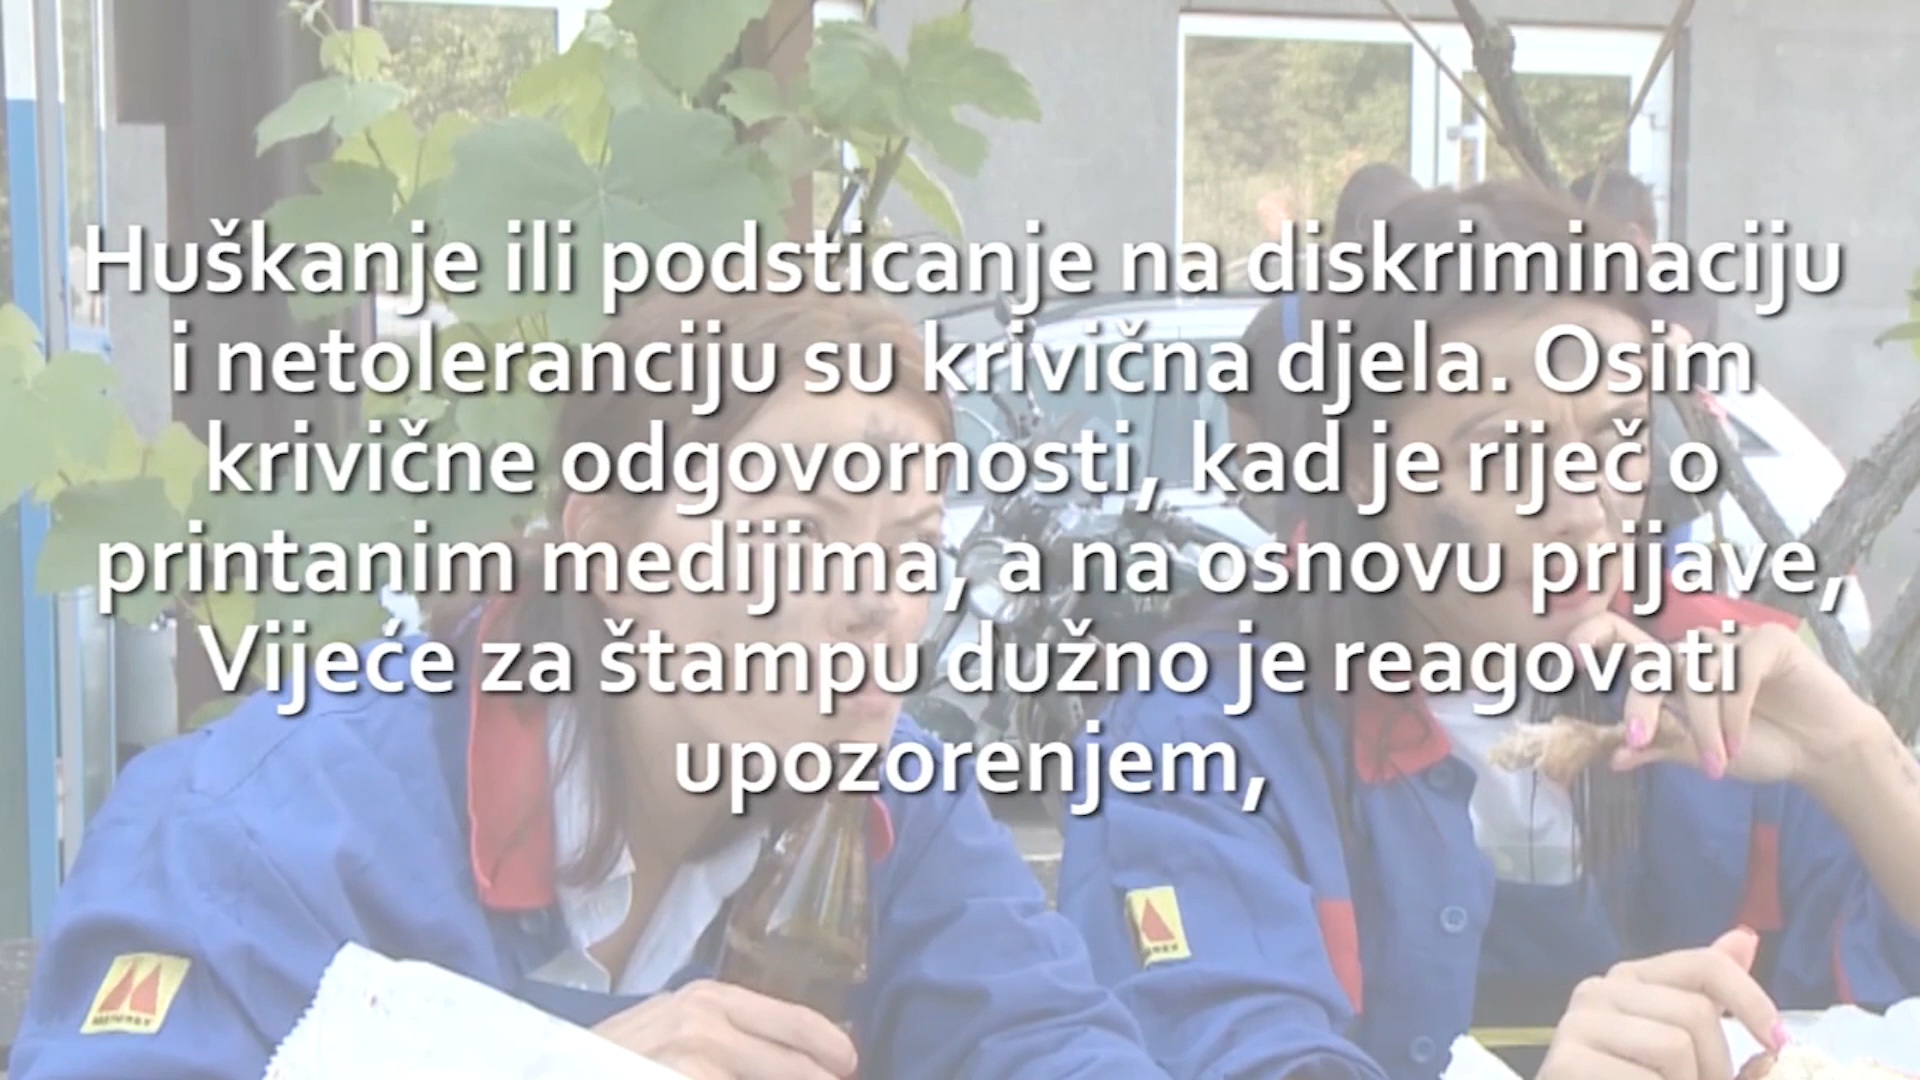 Huškanje ili podsticanje na diskriminaciju
i netoleranciju su krivična djela. Osim
krivične odgovornosti, kad je riječ o
printanim medijima, a na osnovu prijave,
Vijeće za štampu dužno je reagovati
upozorenjem,